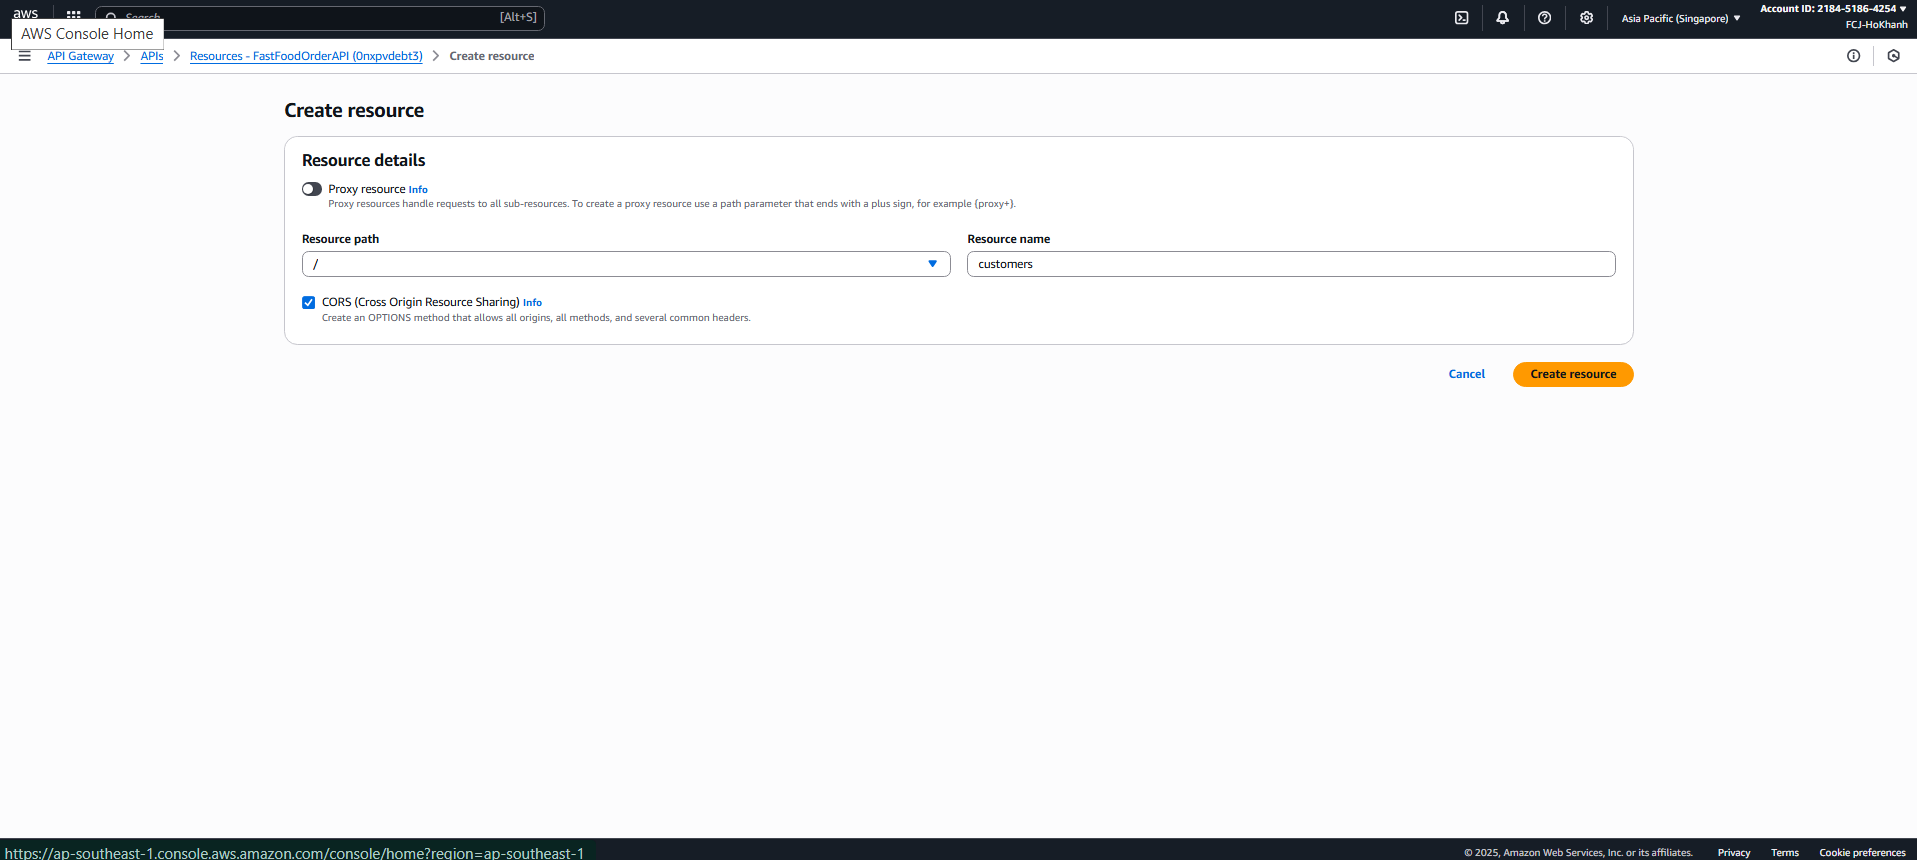 aws
Search
[Alt+S]
Asia Pacific (Singapore)
Account ID: 2184-5186-4254
FCJ-HoKhanh
AWS Console Home
API Gateway
APIs
Resources - FastFoodOrderAPI (0nxpvdebt3)
Create resource
Create resource
Resource details
Proxy resource Info
Proxy resources handle requests to all sub-resources. To create a proxy resource use a path parameter that ends with a plus sign, for example {proxy+}.
Resource path
/
Resource name
customers
CORS (Cross Origin Resource Sharing) Info
Create an OPTIONS method that allows all origins, all methods, and several common headers.
Cancel
Create resource
https://ap-southeast-1.console.aws.amazon.com/console/home?region=ap-southeast-1
© 2025, Amazon Web Services, Inc. or its affiliates.
Privacy
Terms
Cookie preferences